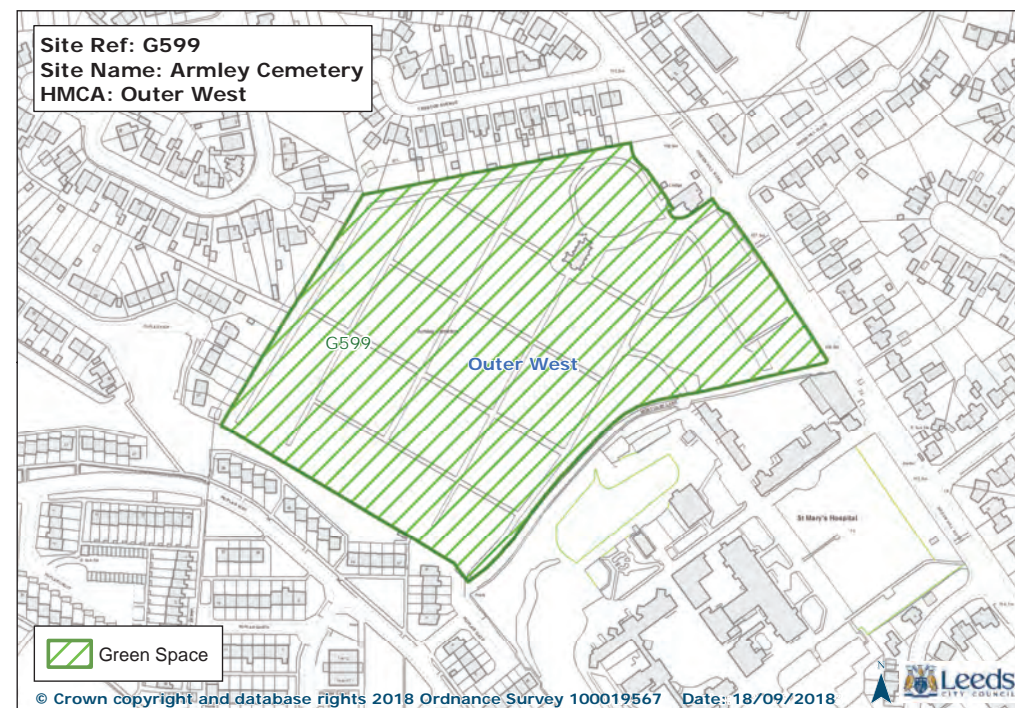 Site Ref: G599
Site Name: Armley Cemetery
HMCA: Outer West
G599
Outer West
St Mary's Hospital
Green Space
N
Leeds
CITY COUNCIL
© Crown copyright and database rights 2018 Ordnance Survey 100019567 Date: 18/09/2018